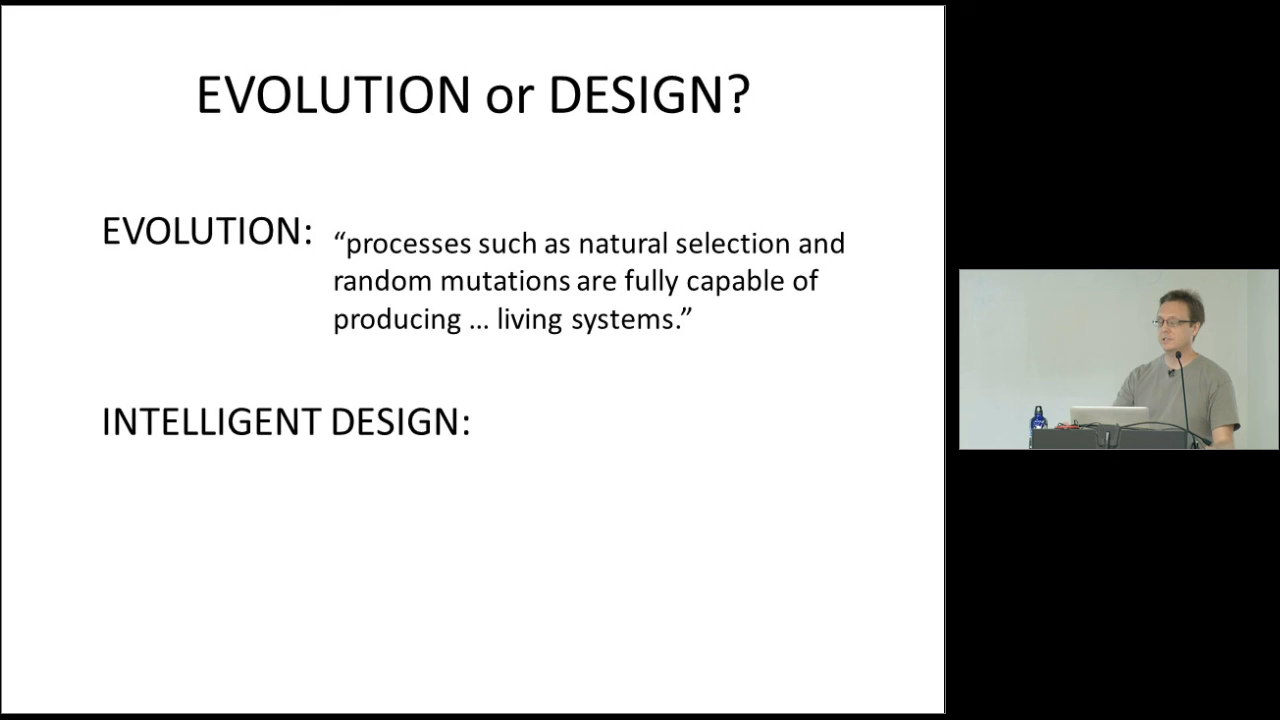 EVOLUTION or DESIGN?
EVOLUTION:
“processes such as natural selection and
random mutations are fully capable of
producing … living systems.”
INTELLIGENT DESIGN: